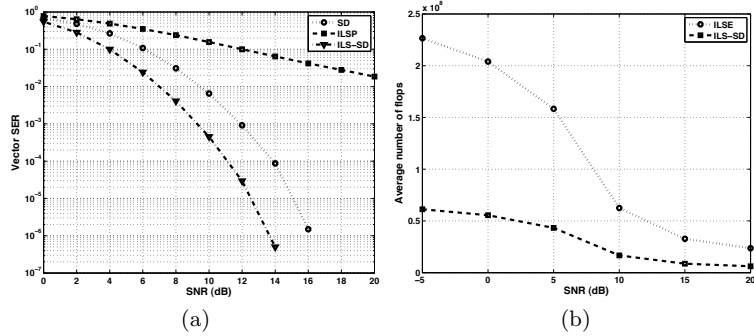 10^0
10^-1
10^-2
10^-3
10^-4
10^-5
10^-6
10^-7
Vector SER
0 2 4 6 8 10 12 14 16 18 20
SNR (dB)
SD
ILSP
ILS-SD
(a)
2.5 x 10^8
2
1.5
1
0.5
0
Average number of flops
-5 0 5 10 15 20
SNR (dB)
ILSE
ILS-SD
(b)